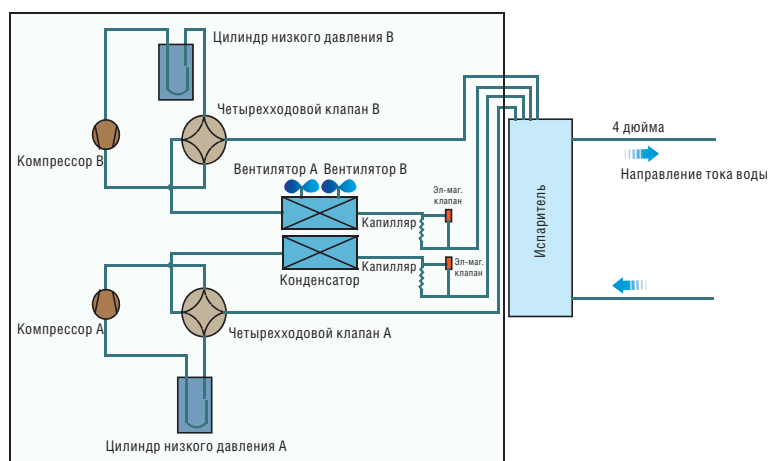 Цилиндр низкого давления В
Четырехходовой клапан В
Компрессор В
Вентилятор А
Вентилятор В
Эл-маг.
клапан
Капилляр
4 дюйма
Направление тока воды
Испаритель
Эл-маг.
клапан
Капилляр
Конденсатор
Компрессор А
Четырехходовой клапан А
Цилиндр низкого давления А